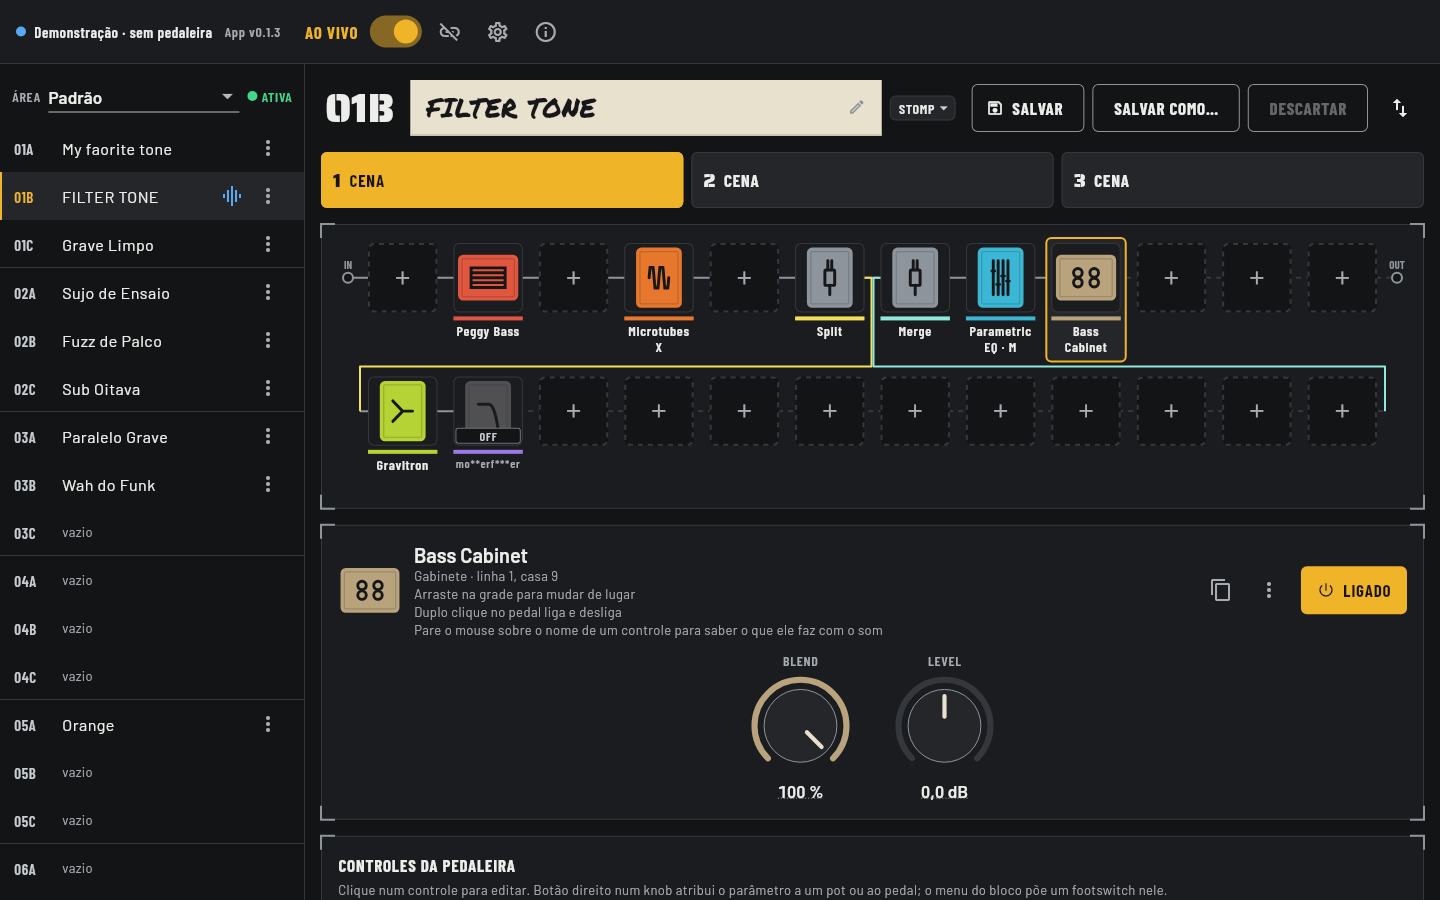 Demonstração · sem pedaleira App v0.1.3 AO VIVO
ÁREA Padrão ATIVA
01A My faorite tone
01B FILTER TONE
01C Grave Limpo
02A Sujo de Ensaio
02B Fuzz de Palco
02C Sub Oitava
03A Paralelo Grave
03B Wah do Funk
03C vazio
04A vazio
04B vazio
04C vazio
05A Orange
05B vazio
05C vazio
06A vazio
01B FILTER TONE STOMP SALVAR SALVAR COMO... DESCARTAR
1 CENA 2 CENA 3 CENA
IN OUT
Peggy Bass
Microtubes
X
Split
Merge
Parametric
EQ · M
Bass
Cabinet
OFF
Gravitron
mo**erf***er
Bass Cabinet
Gabinete · linha 1, casa 9
Arraste na grade para mudar de lugar
Duplo clique no pedal liga e desliga
Pare o mouse sobre o nome de um controle para saber o que ele faz com o som
LIGADO
BLEND LEVEL
100 % 0,0 dB
CONTROLES DA PEDALEIRA
Clique num controle para editar. Botão direito num knob atribui o parâmetro a um pot ou ao pedal; o menu do bloco põe um footswitch nele.